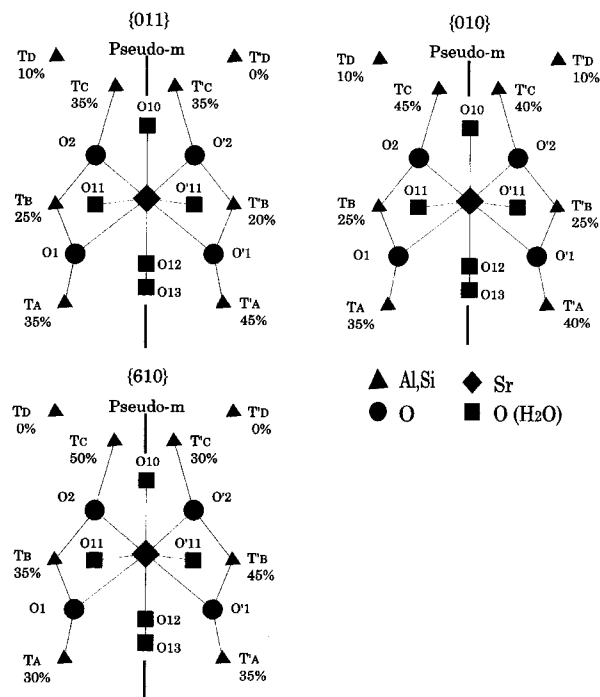 {011}
Pseudo-m
TD
10%
T'D
0%
TC
35%
T'C
35%
O10
O2
O'2
TB
25%
O11
O'11
T'B
20%
O1
O'1
O12
O13
TA
35%
T'A
45%
{010}
Pseudo-m
TD
10%
T'D
10%
TC
45%
T'C
40%
O10
O2
O'2
TB
25%
O11
O'11
T'B
25%
O1
O'1
O12
O13
TA
35%
T'A
40%
{610}
Pseudo-m
TD
0%
T'D
0%
TC
50%
T'C
30%
O10
O2
O'2
TB
35%
O11
O'11
T'B
45%
O1
O'1
O12
O13
TA
30%
T'A
35%
Al,Si
Sr
O
O (H2O)